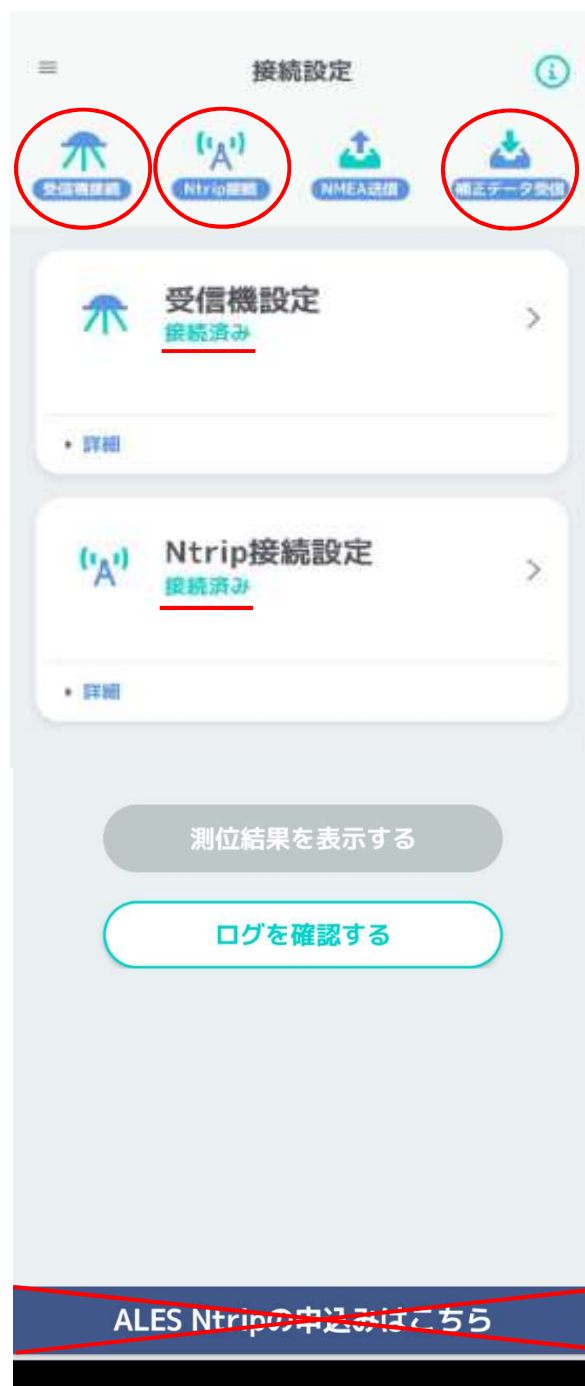 接続設定
受信機接続
Ntrip接続
NMEA送信
補正データ受信
受信機設定
接続済み
詳細
Ntrip接続設定
接続済み
詳細
測位結果を表示する
ログを確認する
ALES Ntripの申込みはこちら